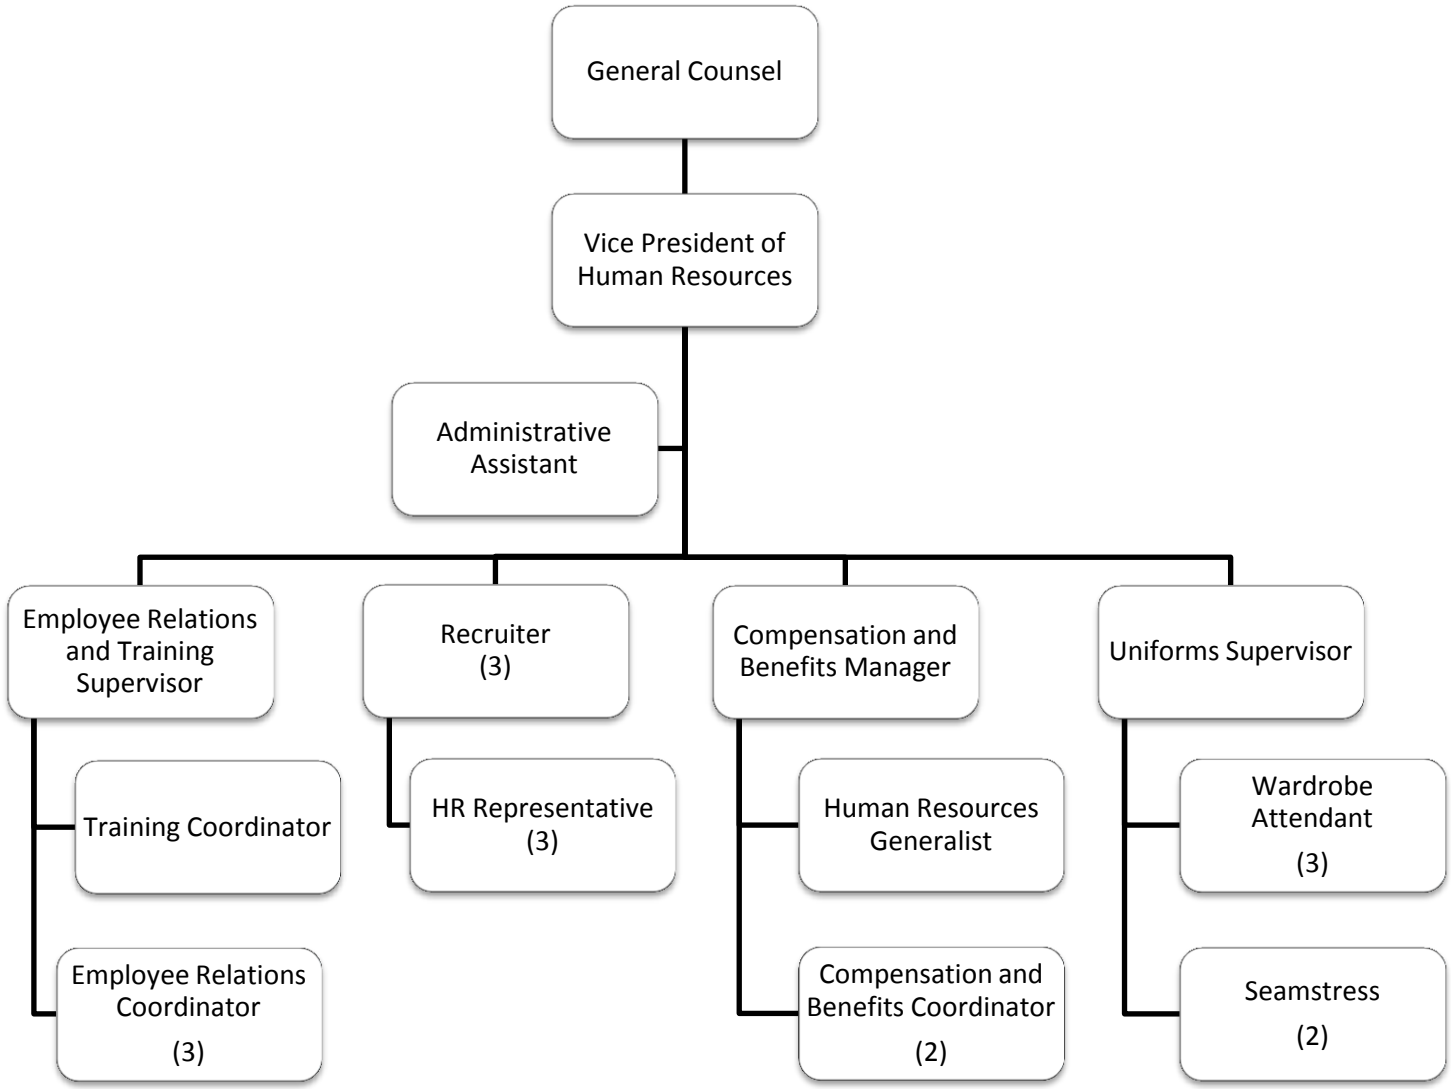 General Counsel
Vice President of
Human Resources
Administrative
Assistant
Employee Relations
and Training
Supervisor
Recruiter
(3)
Compensation and
Benefits Manager
Uniforms Supervisor
Training Coordinator
HR Representative
(3)
Human Resources
Generalist
Wardrobe
Attendant
(3)
Employee Relations
Coordinator
(3)
Compensation and
Benefits Coordinator
(2)
Seamstress
(2)